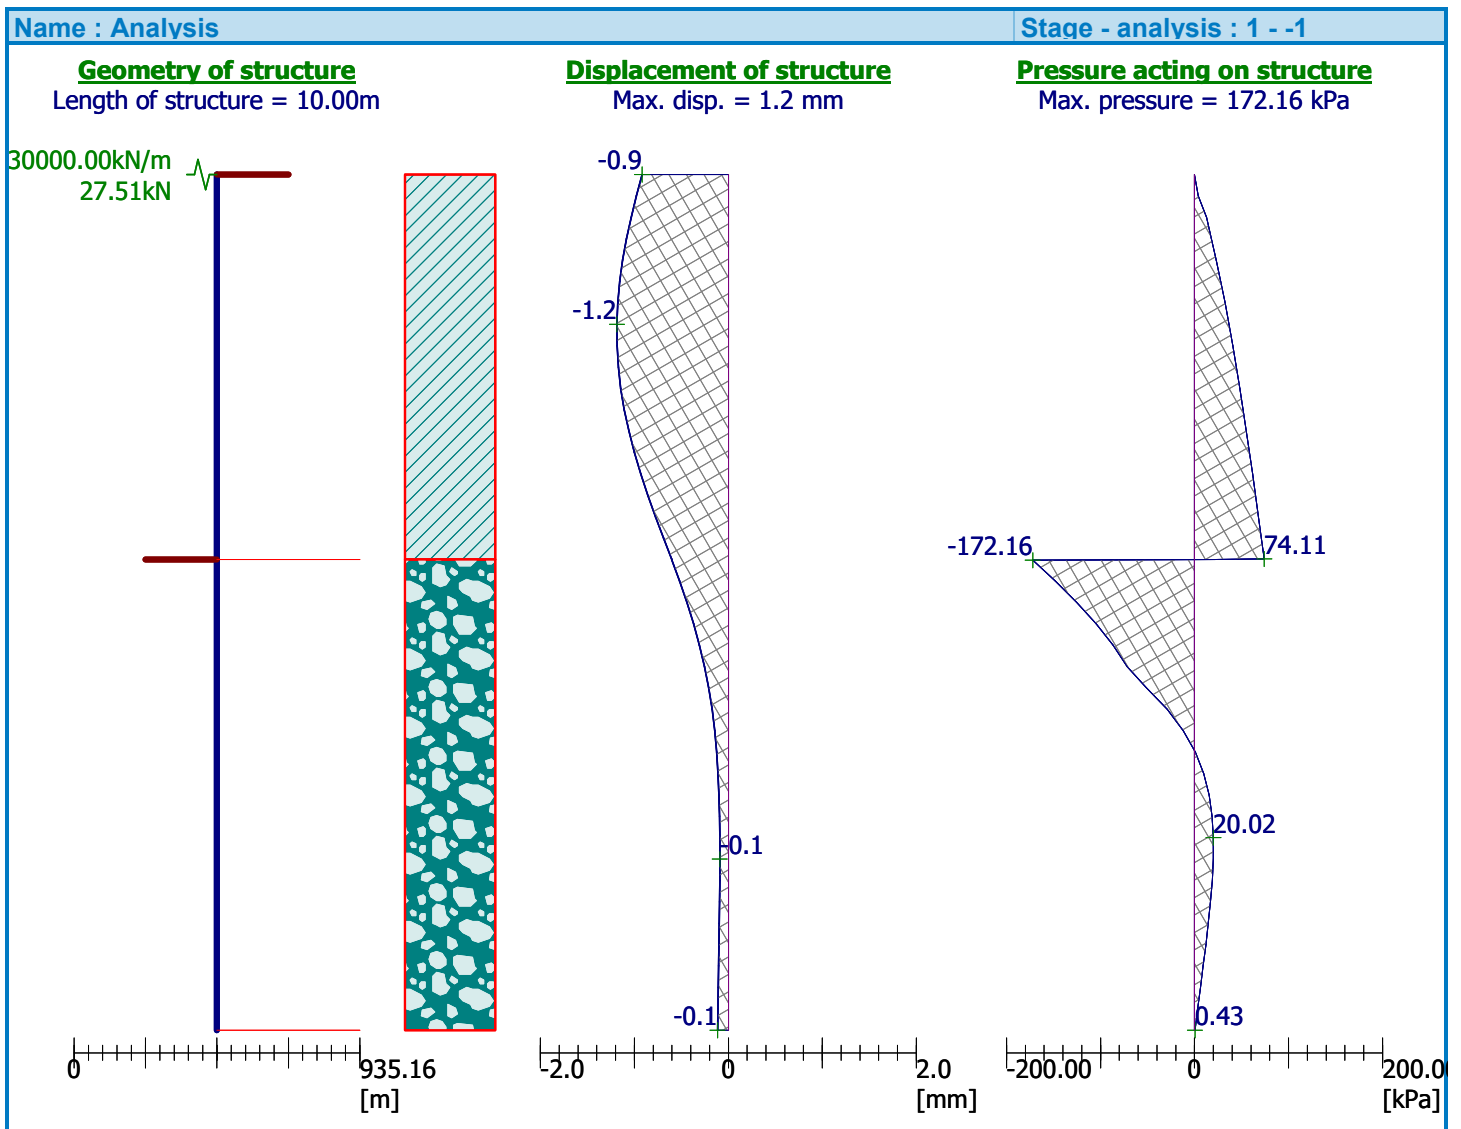 Name : Analysis
Stage - analysis : 1 - -1
Geometry of structure
Length of structure = 10.00m
Displacement of structure
Max. disp. = 1.2 mm
Pressure acting on structure
Max. pressure = 172.16 kPa
30000.00kN/m
27.51kN
-0.9
-1.2
-0.1
-0.1
-172.16
74.11
20.02
0.43
0
935.16
[m]
-2.0
0
2.0
[mm]
-200.00
0
200.0
[kPa]